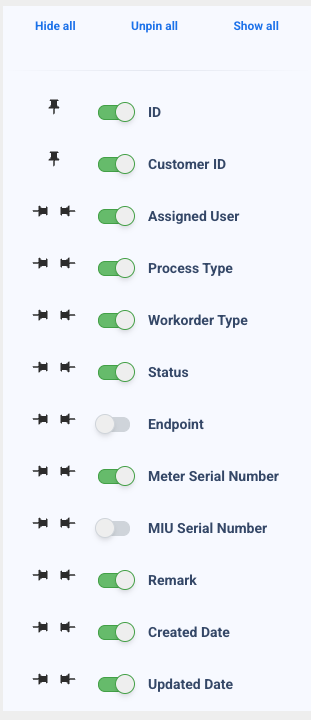 Hide all Unpin all Show all
ID
Customer ID
Assigned User
Process Type
Workorder Type
Status
Endpoint
Meter Serial Number
MIU Serial Number
Remark
Created Date
Updated Date